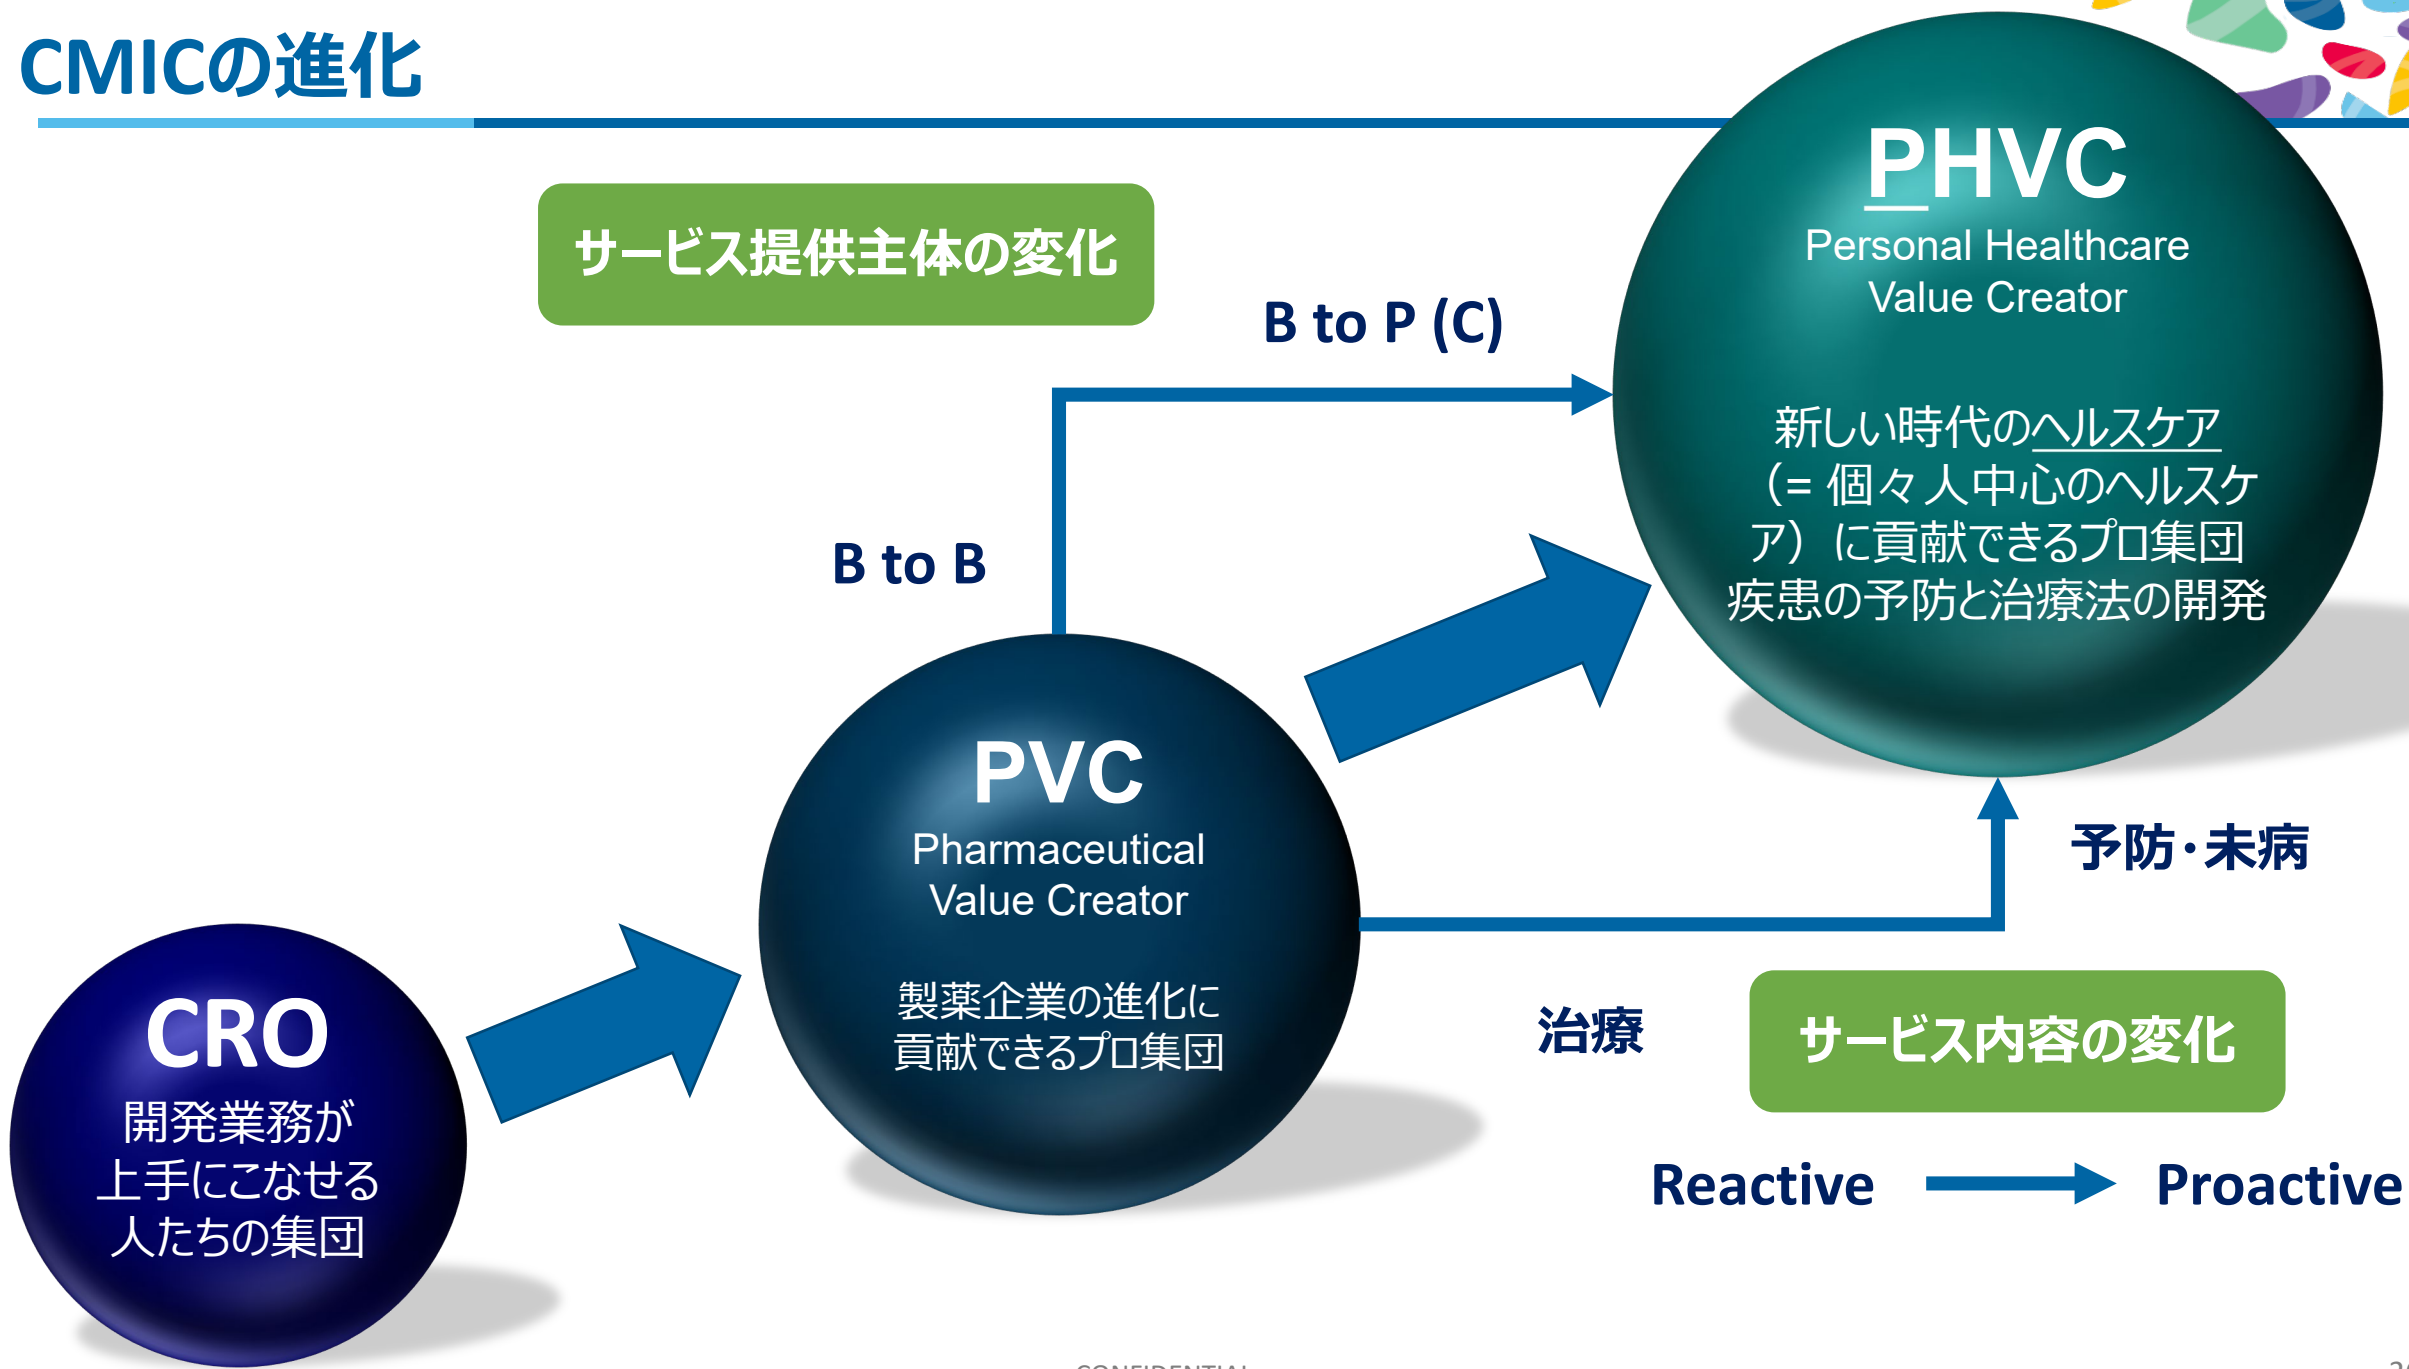 CMICの進化
サービス提供主体の変化
B to P (C)
B to B
PHVC
Personal Healthcare
Value Creator
新しい時代のヘルスケア
（= 個々人中心のヘルスケ
ア）に貢献できるプロ集団
疾患の予防と治療法の開発
PVC
Pharmaceutical
Value Creator
製薬企業の進化に
貢献できるプロ集団
予防・未病
治療
サービス内容の変化
Reactive
Proactive
CRO
開発業務が
上手にこなせる
人たちの集団
CONFIDENTIAL